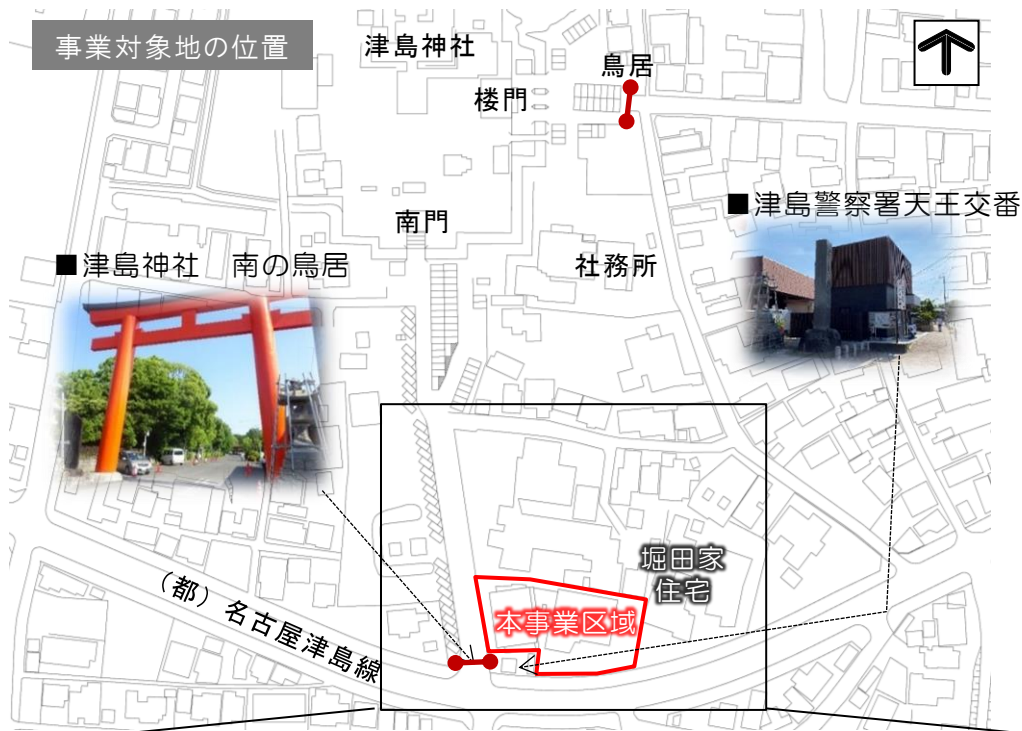 事業対象地の位置
津島神社
鳥居
楼門
■津島警察署天王交番
南門
■津島神社　南の鳥居
社務所
堀田家
住宅
（都）名古屋津島線
本事業区域